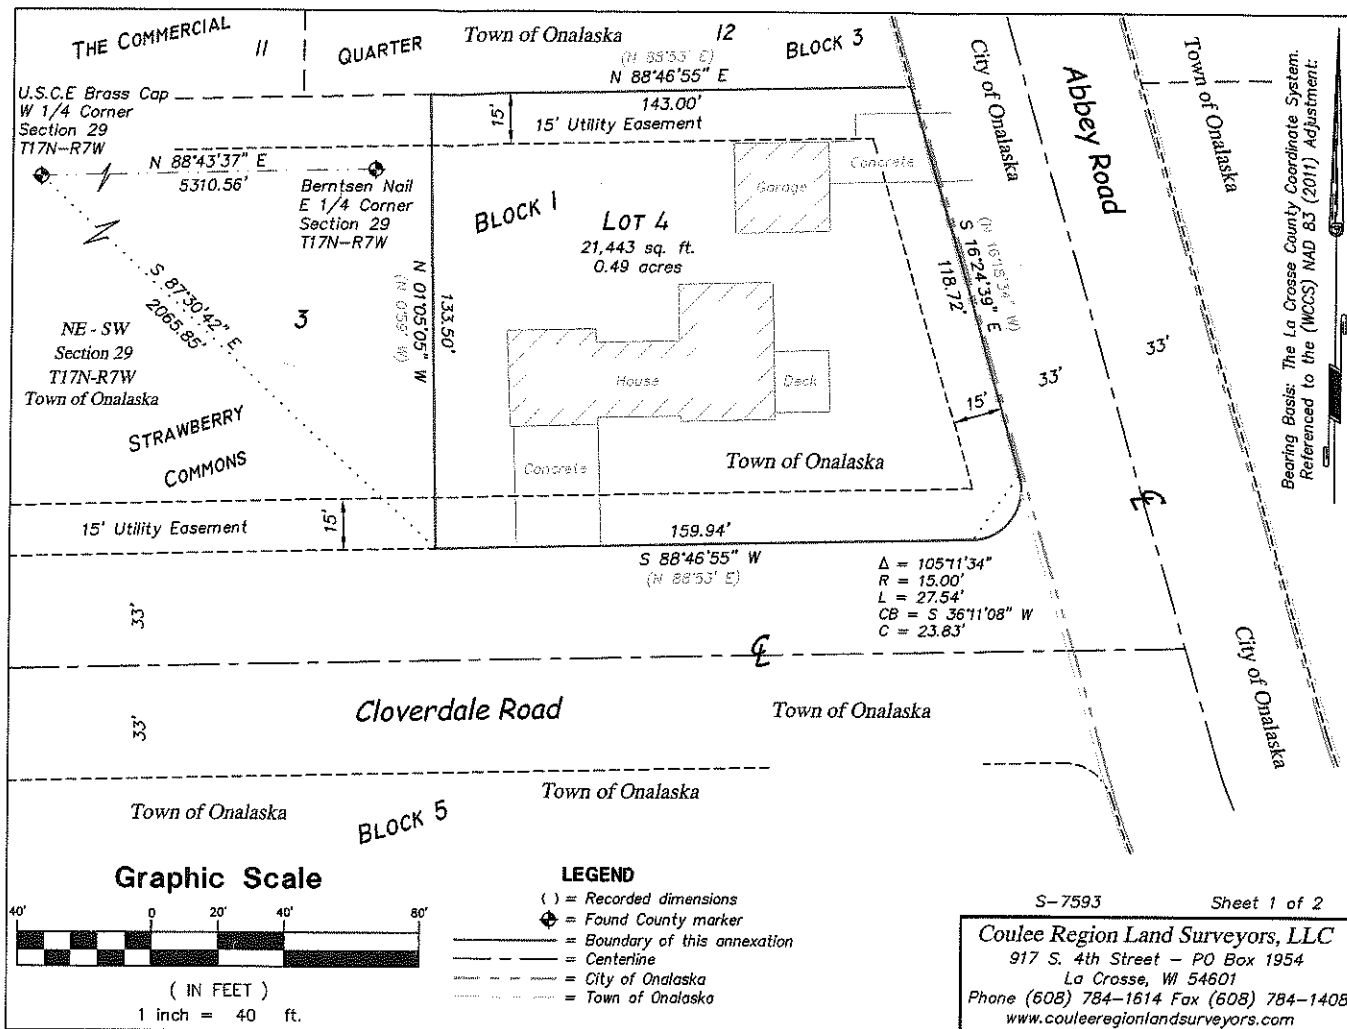 THE COMMERCIAL
11
QUARTER
Town of Onalaska
12
BLOCK 3
(N 88°53' E)
N 88°46'55" E
143.00'
15'
15' Utility Easement
U.S.C.E Brass Cap
W 1/4 Corner
Section 29
T17N-R7W
N 88°43'37" E
5310.56'
Berntsen Nail
E 1/4 Corner
Section 29
T17N-R7W
BLOCK 1
LOT 4
21,443 sq. ft.
0.49 acres
Garage
Concrete
City of Onalaska
Abbey Road
Town of Onalaska
Bearing Basis: The La Crosse County Coordinate System.
Referenced to the (WCCS) NAD 83 (2011) Adjustment:
S 87°30'42" E
2065.85'
NE - SW
Section 29
T17N-R7W
Town of Onalaska
3
N 01°05'05" W
133.50'
S 16°24'39" E
118.72'
33'
33'
House
Deck
15'
STRAWBERRY
COMMONS
Concrete
Town of Onalaska
15' Utility Easement
15'
159.94'
S 88°46'55" W
(N 88°53' E)
Δ = 105°11'34"
R = 15.00'
L = 27.54'
CB = S 36°11'08" W
C = 23.83'
33'
33'
Cloverdale Road
Town of Onalaska
City of Onalaska
Town of Onalaska
Town of Onalaska
BLOCK 5
Graphic Scale
40' 0 20' 40' 80'
( IN FEET )
1 inch = 40 ft.
LEGEND
( ) = Recorded dimensions
= Found County marker
= Boundary of this annexation
= Centerline
= City of Onalaska
= Town of Onalaska
S-7593 Sheet 1 of 2
Coulee Region Land Surveyors, LLC
917 S. 4th Street - PO Box 1954
La Crosse, WI 54601
Phone (608) 784-1614 Fax (608) 784-1408
www.couleeregionlandsurveyors.com